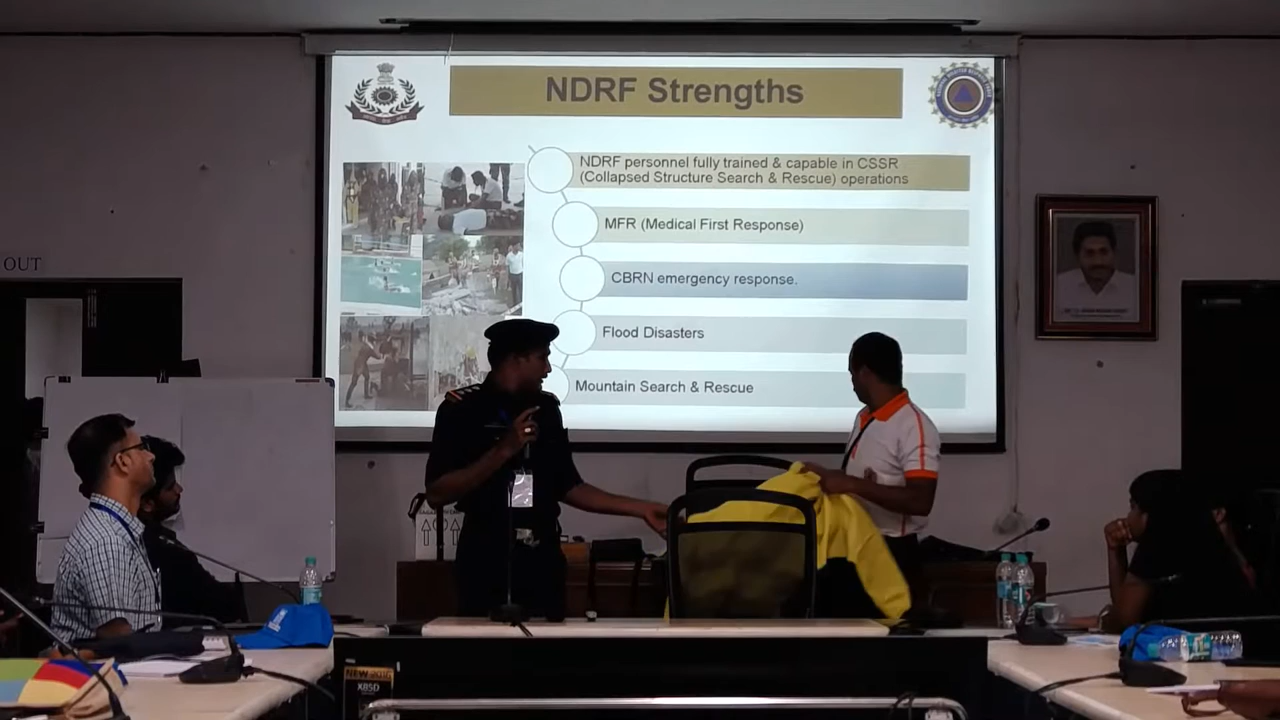 NDRF Strengths
NDRF personnel fully trained & capable in CSSR
(Collapsed Structure Search & Rescue) operations
MFR (Medical First Response)
CBRN emergency response.
Flood Disasters
Mountain Search & Rescue
OUT
NEW 2016